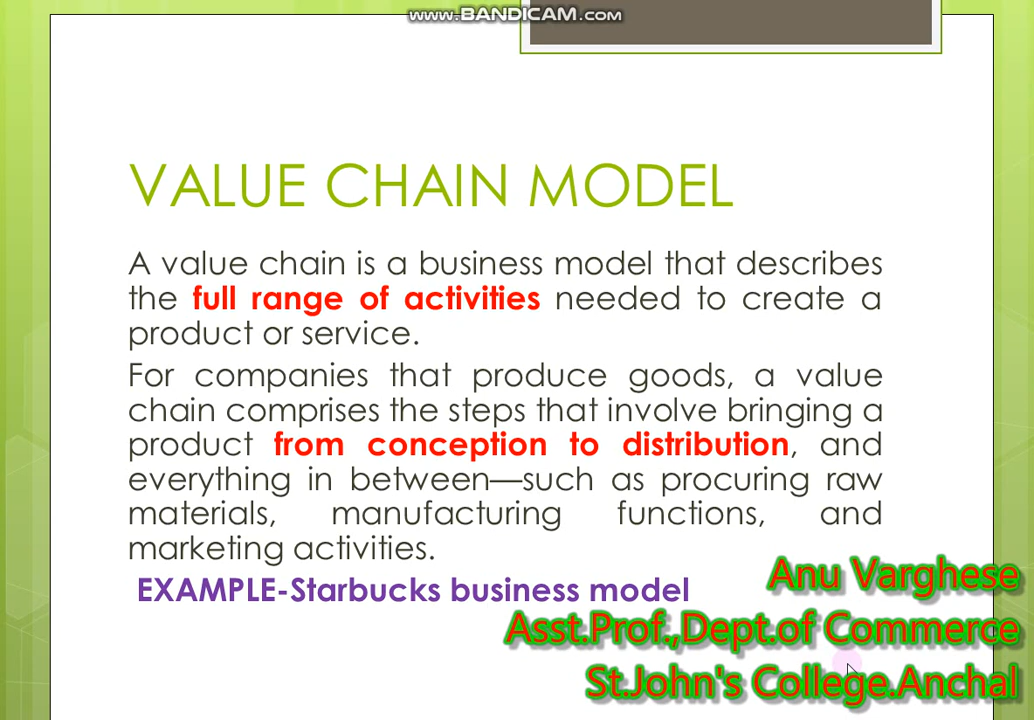 www.BANDICAM.com
VALUE CHAIN MODEL
A value chain is a business model that describes
the full range of activities needed to create a
product or service.
For companies that produce goods, a value
chain comprises the steps that involve bringing a
product from conception to distribution, and
everything in between—such as procuring raw
materials, manufacturing functions, and
marketing activities.
EXAMPLE-Starbucks business model
Anu Varghese
Asst.Prof.,Dept.of Commerce
St.John's College.Anchal